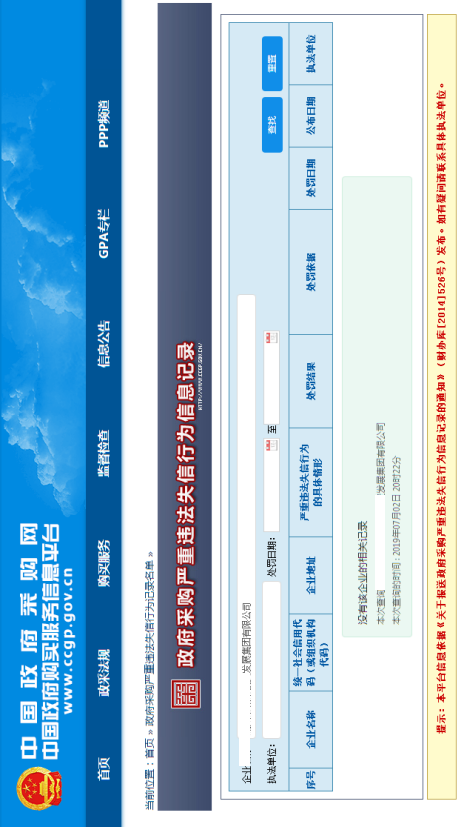 中国政府采购网
中国政府购买服务信息平台
www.ccgp.gov.cn
首页 政采法规 购买服务 监督检查 信息公告 GPA专栏 PPP频道
当前位置：首页 » 政府采购严重违法失信行为记录名单 »
政府采购严重违法失信行为信息记录
HTTP://WWW.CCGP.GOV.CN/
企业 发展集团有限公司
执法单位： 处罚日期： 至 查找 重置
序号 企业名称 统一社会信用代码（或组织机构代码） 企业地址 严重违法失信行为的具体情形 处罚结果 处罚依据 处罚日期 公布日期 执法单位
没有该企业的相关记录
本次查询 发展集团有限公司
本次查询的时间：2019年07月02日 20时22分
提示：本平台信息依据《关于报送政府采购严重违法失信行为信息记录的通知》（财办库[2014]526号）发布。如有疑问请联系具体执法单位。